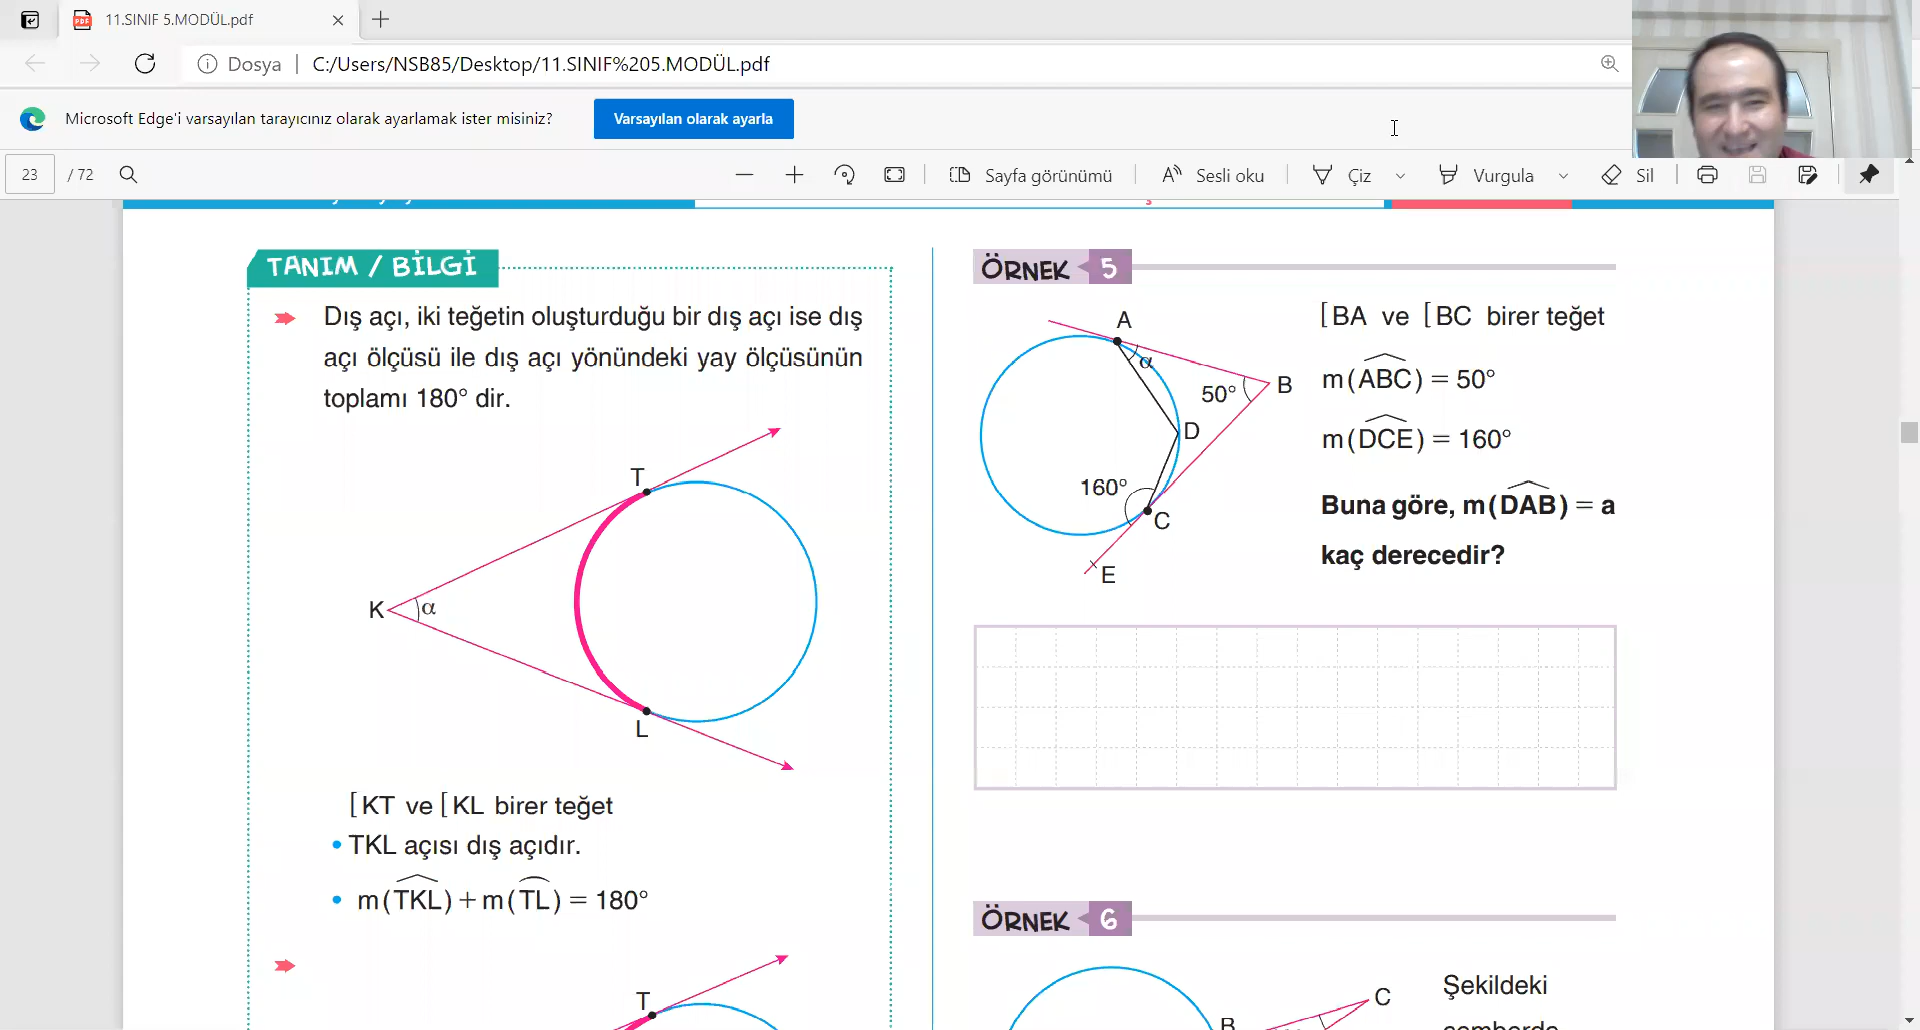 11.SINIF 5.MODÜL.pdf
Dosya | C:/Users/NSB85/Desktop/11.SINIF%205.MODÜL.pdf
Microsoft Edge'i varsayılan tarayıcınız olarak ayarlamak ister misiniz? Varsayılan olarak ayarla
23 / 72 Sayfa görünümü Sesli oku Çiz Vurgula Sil
TANIM / BİLGİ
Dış açı, iki teğetin oluşturduğu bir dış açı ise dış
açı ölçüsü ile dış açı yönündeki yay ölçüsünün
toplamı 180° dir.
T
K α
L
[KT ve [KL birer teğet
• TKL açısı dış açıdır.
• m(TKL) + m(TL) = 180°
T
ÖRNEK 5
A
α
50° B
D
160°
C
E
[BA ve [BC birer teğet
m(ABC) = 50°
m(DCE) = 160°
Buna göre, m(DAB) = a
kaç derecedir?
ÖRNEK 6
C
B
Şekildeki